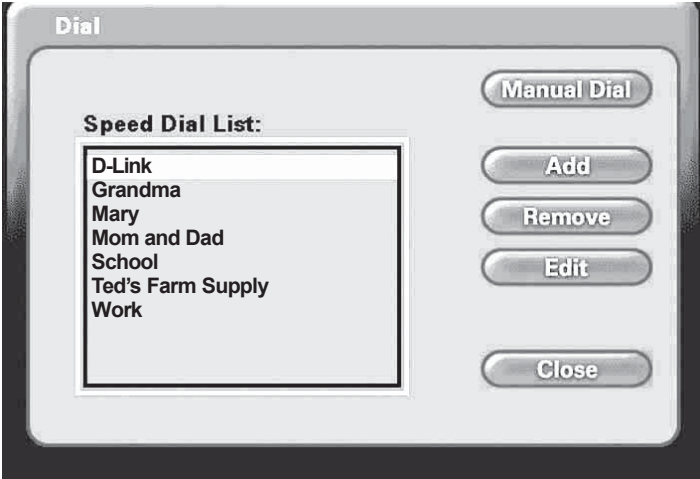 Dial
Manual Dial
Speed Dial List:
D-Link
Grandma
Mary
Mom and Dad
School
Ted's Farm Supply
Work
Add
Remove
Edit
Close